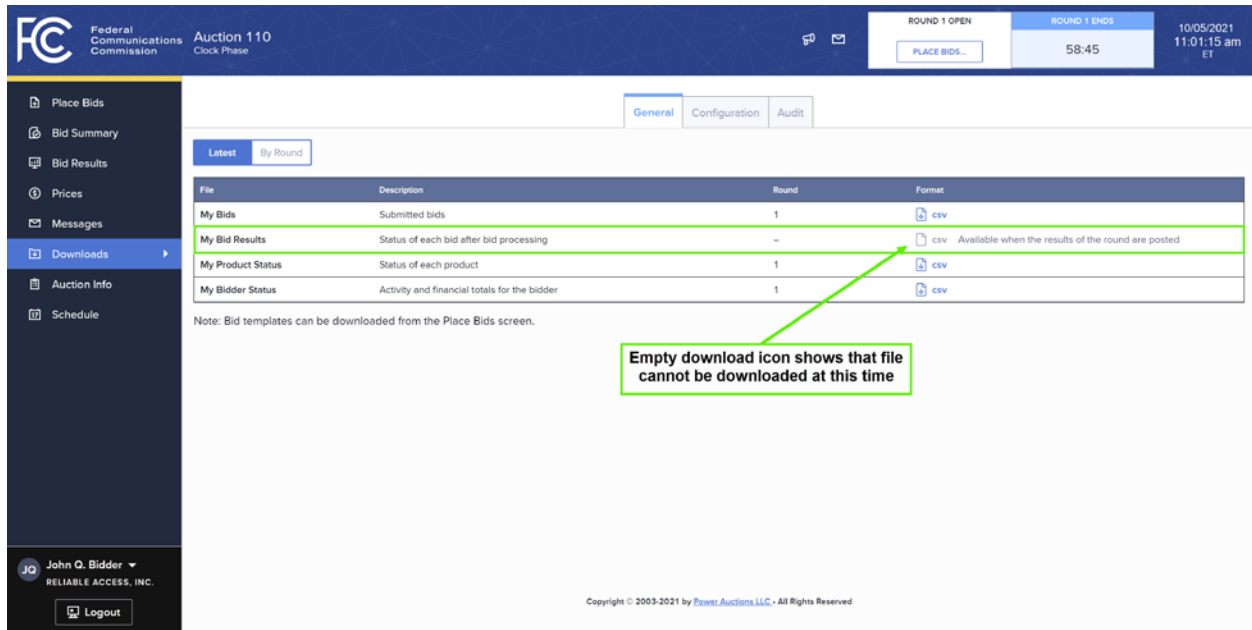 Federal
Communications
Commission
Auction 110
Clock Phase
ROUND 1 OPEN
PLACE BIDS...
ROUND 1 ENDS
58:45
10/05/2021
11:01:15 am
ET
Place Bids
Bid Summary
Bid Results
Prices
Messages
Downloads
Auction Info
Schedule
General Configuration Audit
Latest By Round
File Description Round Format
My Bids Submitted bids 1 csv
My Bid Results Status of each bid after bid processing – csv Available when the results of the round are posted
My Product Status Status of each product 1 csv
My Bidder Status Activity and financial totals for the bidder 1 csv
Note: Bid templates can be downloaded from the Place Bids screen.
Empty download icon shows that file
cannot be downloaded at this time
JQ John Q. Bidder
RELIABLE ACCESS, INC.
Logout
Copyright © 2003-2021 by Power Auctions LLC - All Rights Reserved